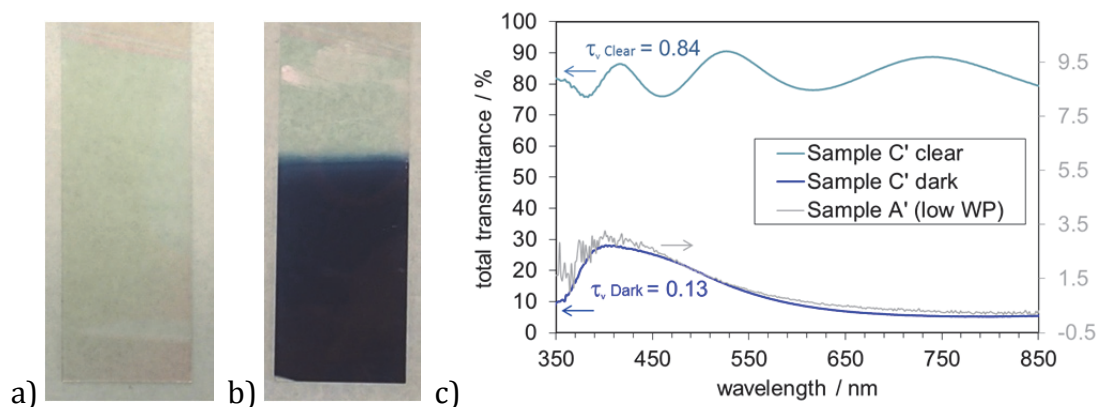 a)
b)
c)
total transmittance / %
100
90
80
70
60
50
40
30
20
10
0
τv Clear = 0.84
Sample C' clear
Sample C' dark
Sample A' (low WP)
τv Dark = 0.13
9.5
7.5
5.5
3.5
1.5
-0.5
350
450
550
650
750
850
wavelength / nm